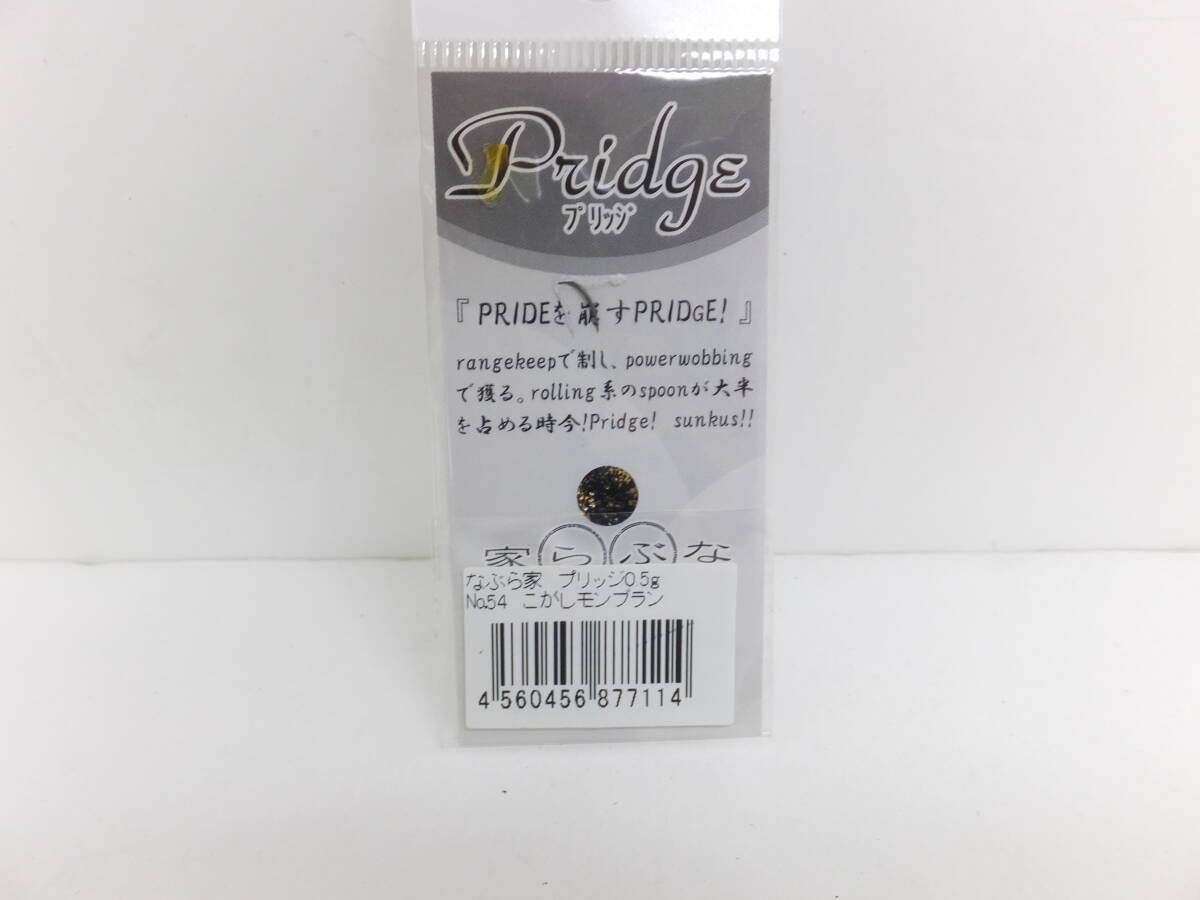 Pridge
プリッジ
『PRIDEを崩すPRIDGE!』
rangekeepで制し、powerwobbing
で獲る。rolling系のspoonが大半
を占める時今!Pridge! sunkus!!
家らぶな
なぶら家 プリッジ0.5g
No.54 こがしモンブラン
4 560456 877114